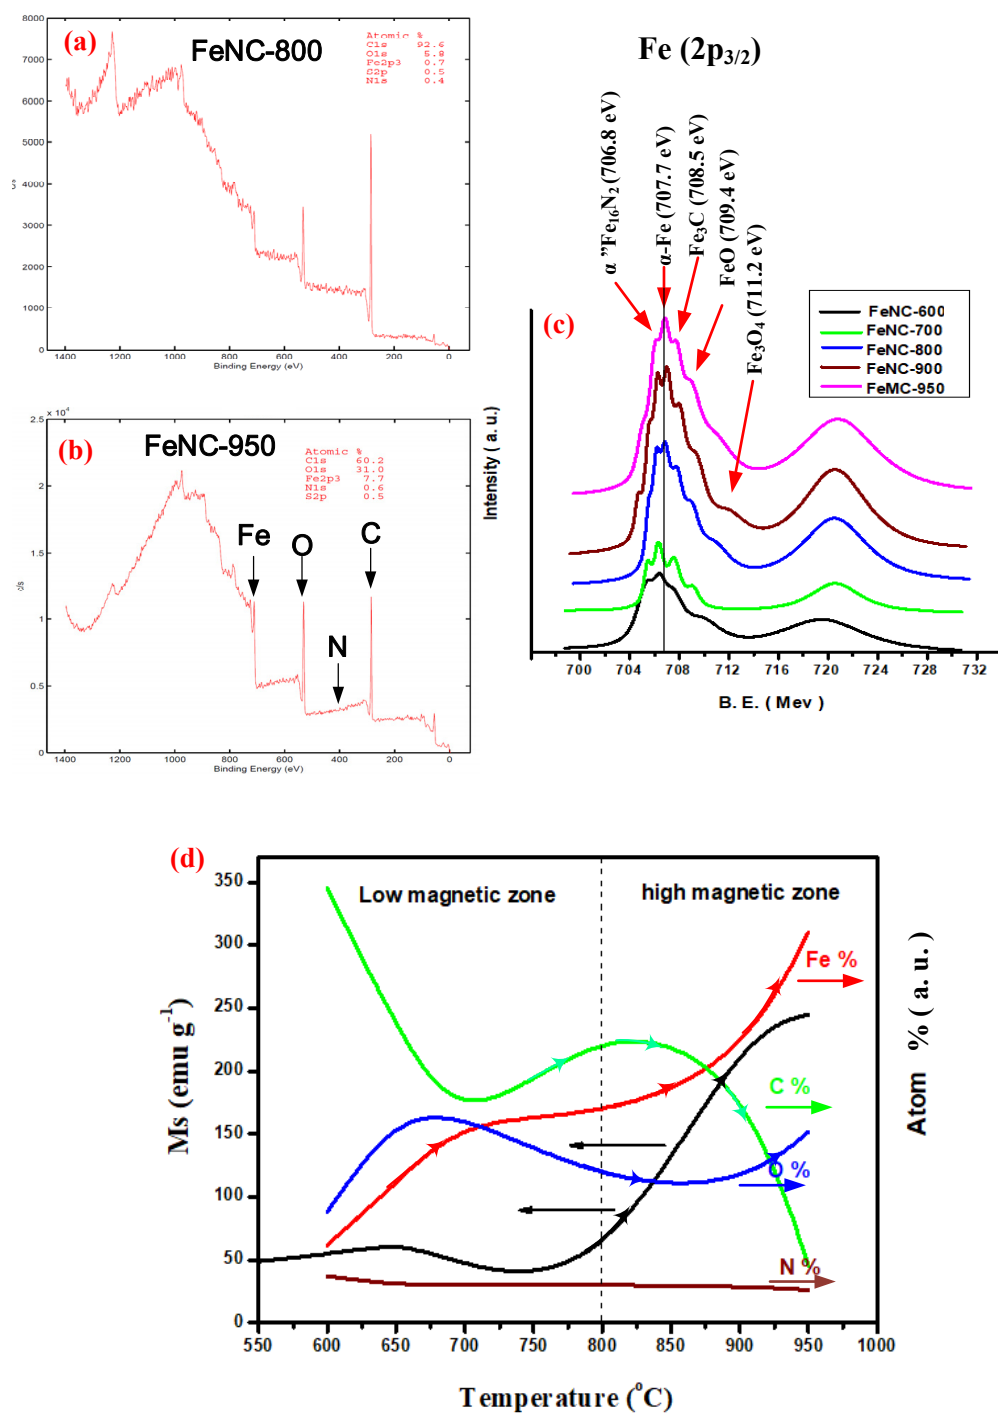 (a)
FeNC-800
Atomic %
C1s 92.6
O1s 5.8
Fe2p3 0.7
S2p 0.5
N1s 0.4
8000
7000
6000
5000
4000
3000
2000
1000
0
1400 1200 1000 800 600 400 200 0
Binding Energy (eV)
(b)
FeNC-950
x 10⁴
Atomic %
C1s 60.2
O1s 31.0
Fe2p3 7.7
N1s 0.6
S2p 0.5
2.5
2
1.5
1
0.5
0
c/s
Fe
O
C
N
1400 1200 1000 800 600 400 200 0
Binding Energy (eV)
Fe (2p3/2)
(c)
α ”Fe16N2 (706.8 eV)
α-Fe (707.7 eV)
Fe3C (708.5 eV)
FeO (709.4 eV)
Fe3O4 (711.2 eV)
FeNC-600
FeNC-700
FeNC-800
FeNC-900
FeMC-950
Intensity ( a. u.)
700 704 708 712 716 720 724 728 732
B. E. ( Mev )
(d)
Low magnetic zone
high magnetic zone
350
300
250
200
150
100
50
0
Ms (emu g-1)
Fe %
C %
O %
N %
Atom % ( a. u. )
550 600 650 700 750 800 850 900 950 1000
Temperature (°C)